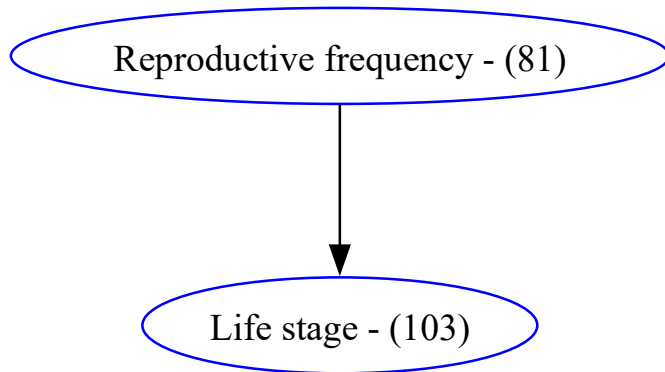 Reproductive frequency - (81)
Life stage - (103)